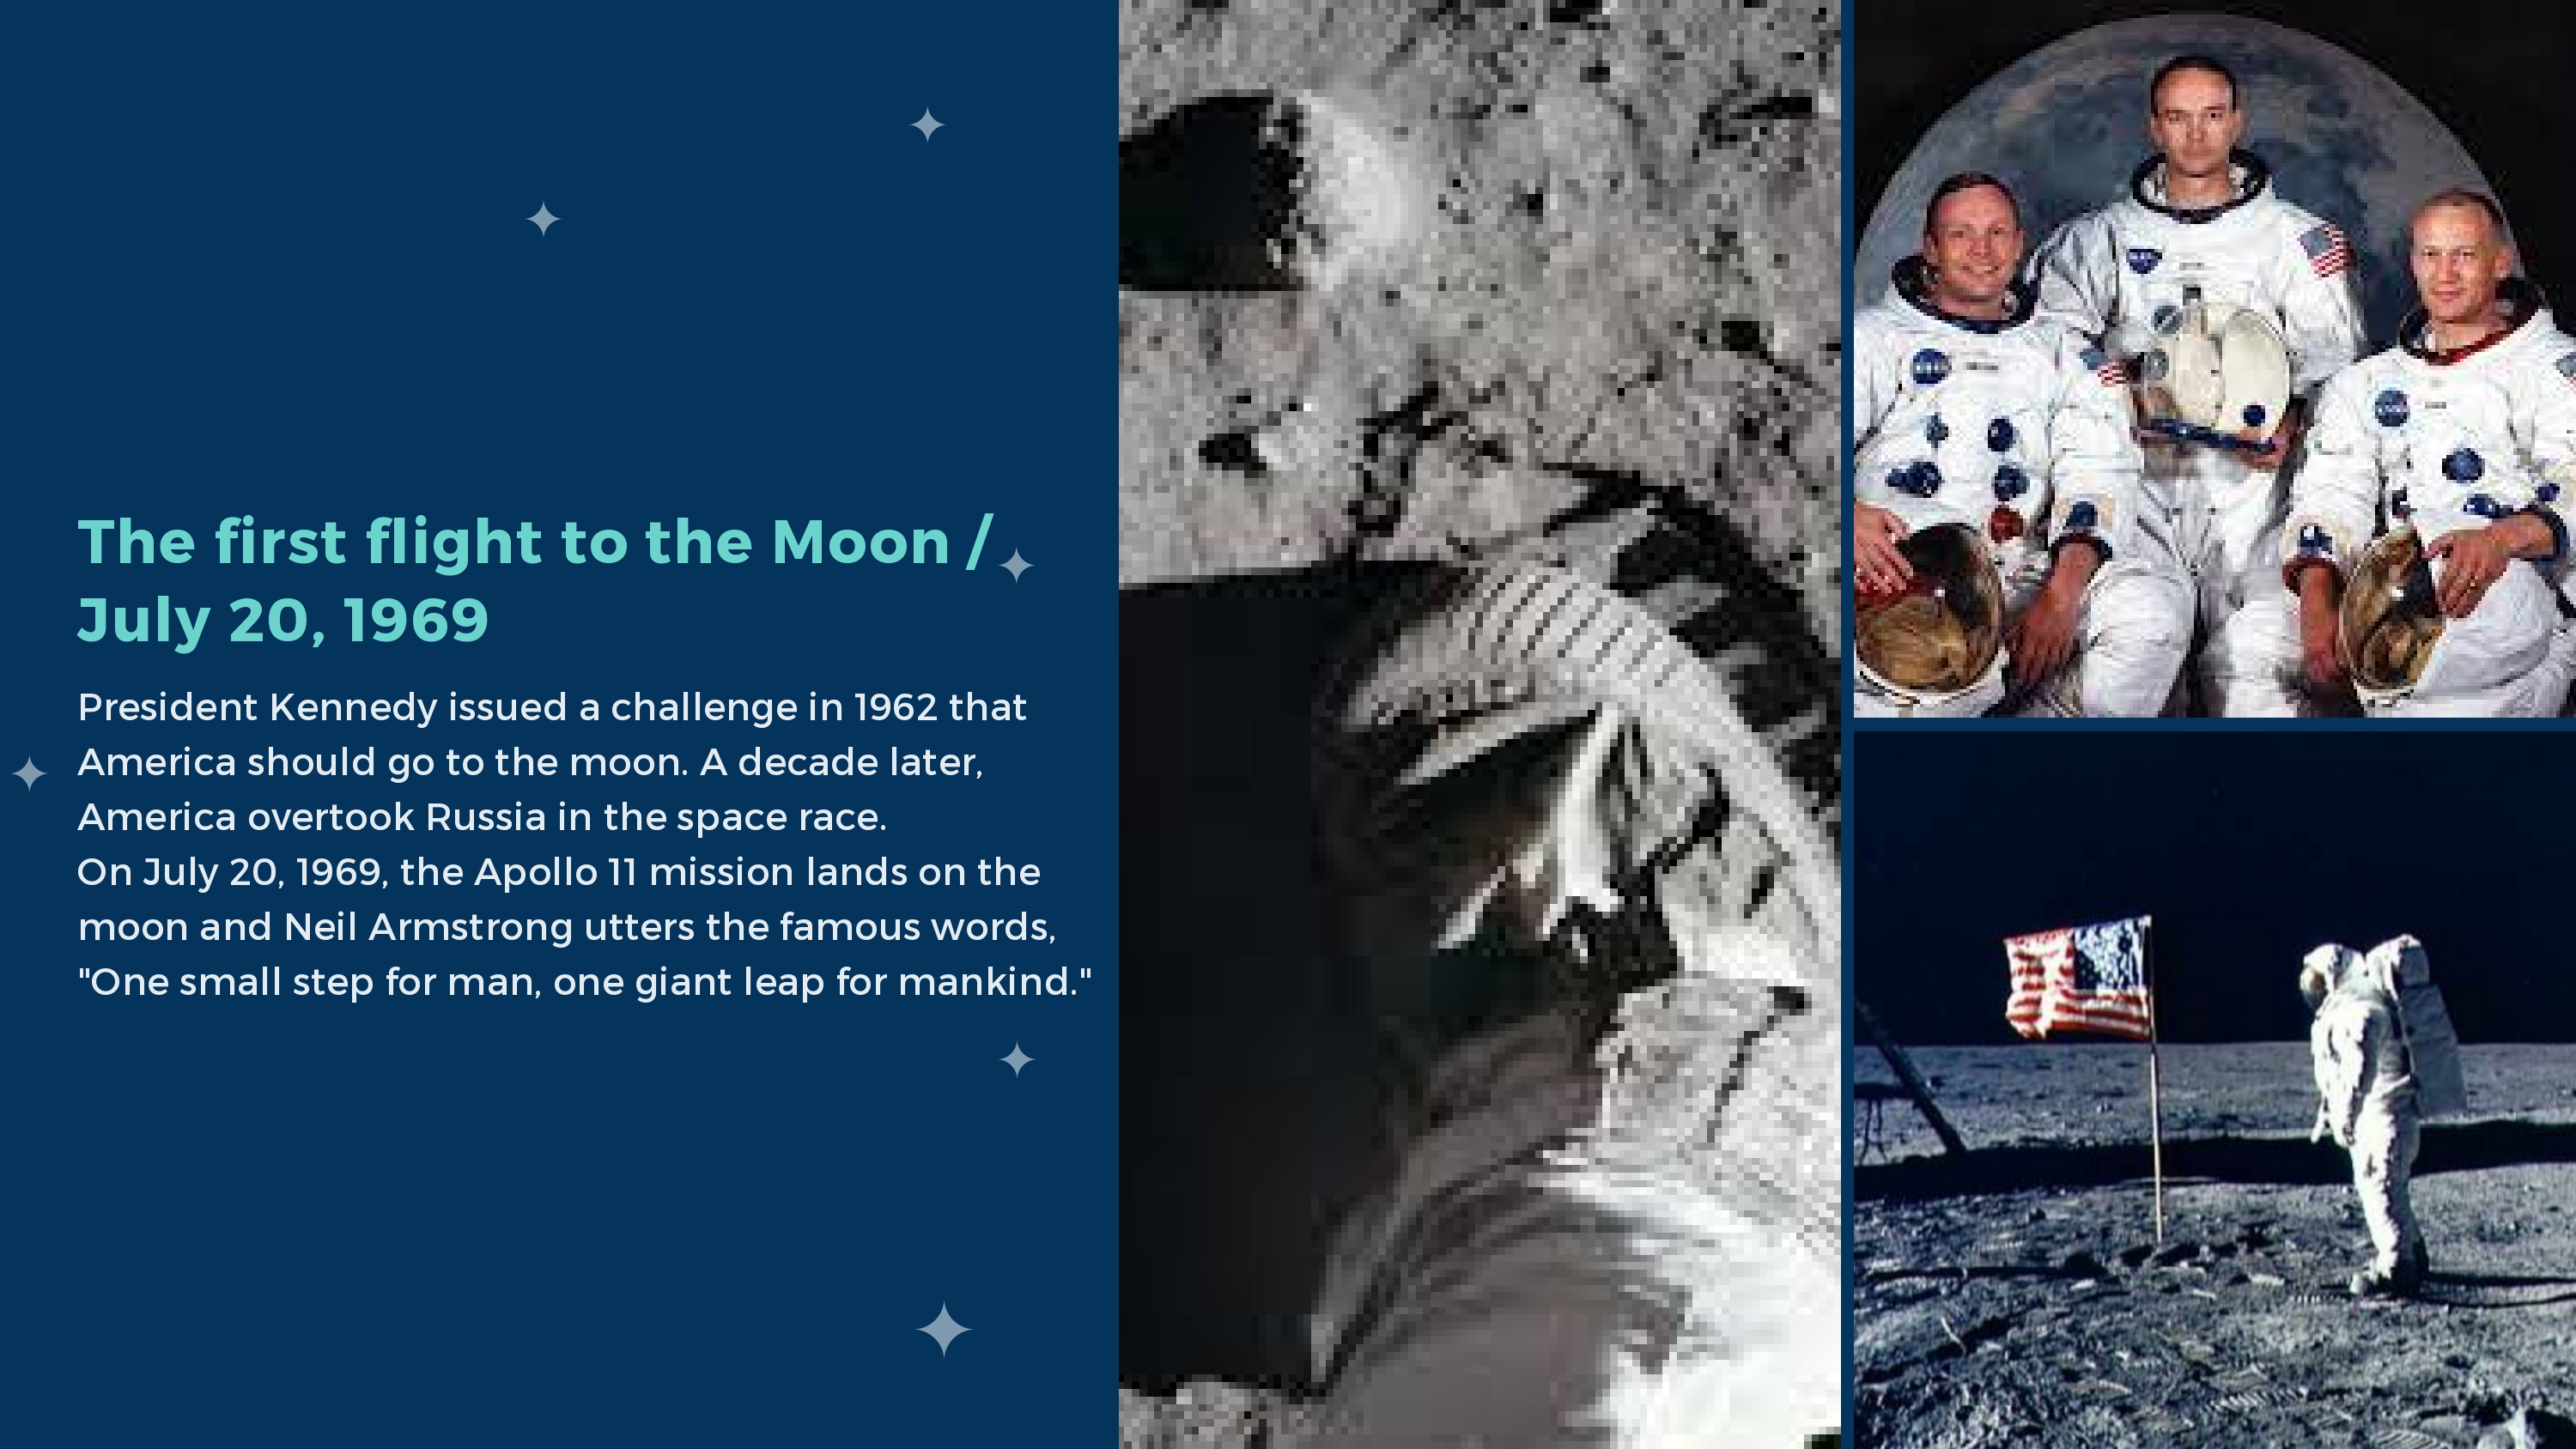 The first flight to the Moon /
July 20, 1969
President Kennedy issued a challenge in 1962 that
America should go to the moon. A decade later,
America overtook Russia in the space race.
On July 20, 1969, the Apollo 11 mission lands on the
moon and Neil Armstrong utters the famous words,
"One small step for man, one giant leap for mankind."